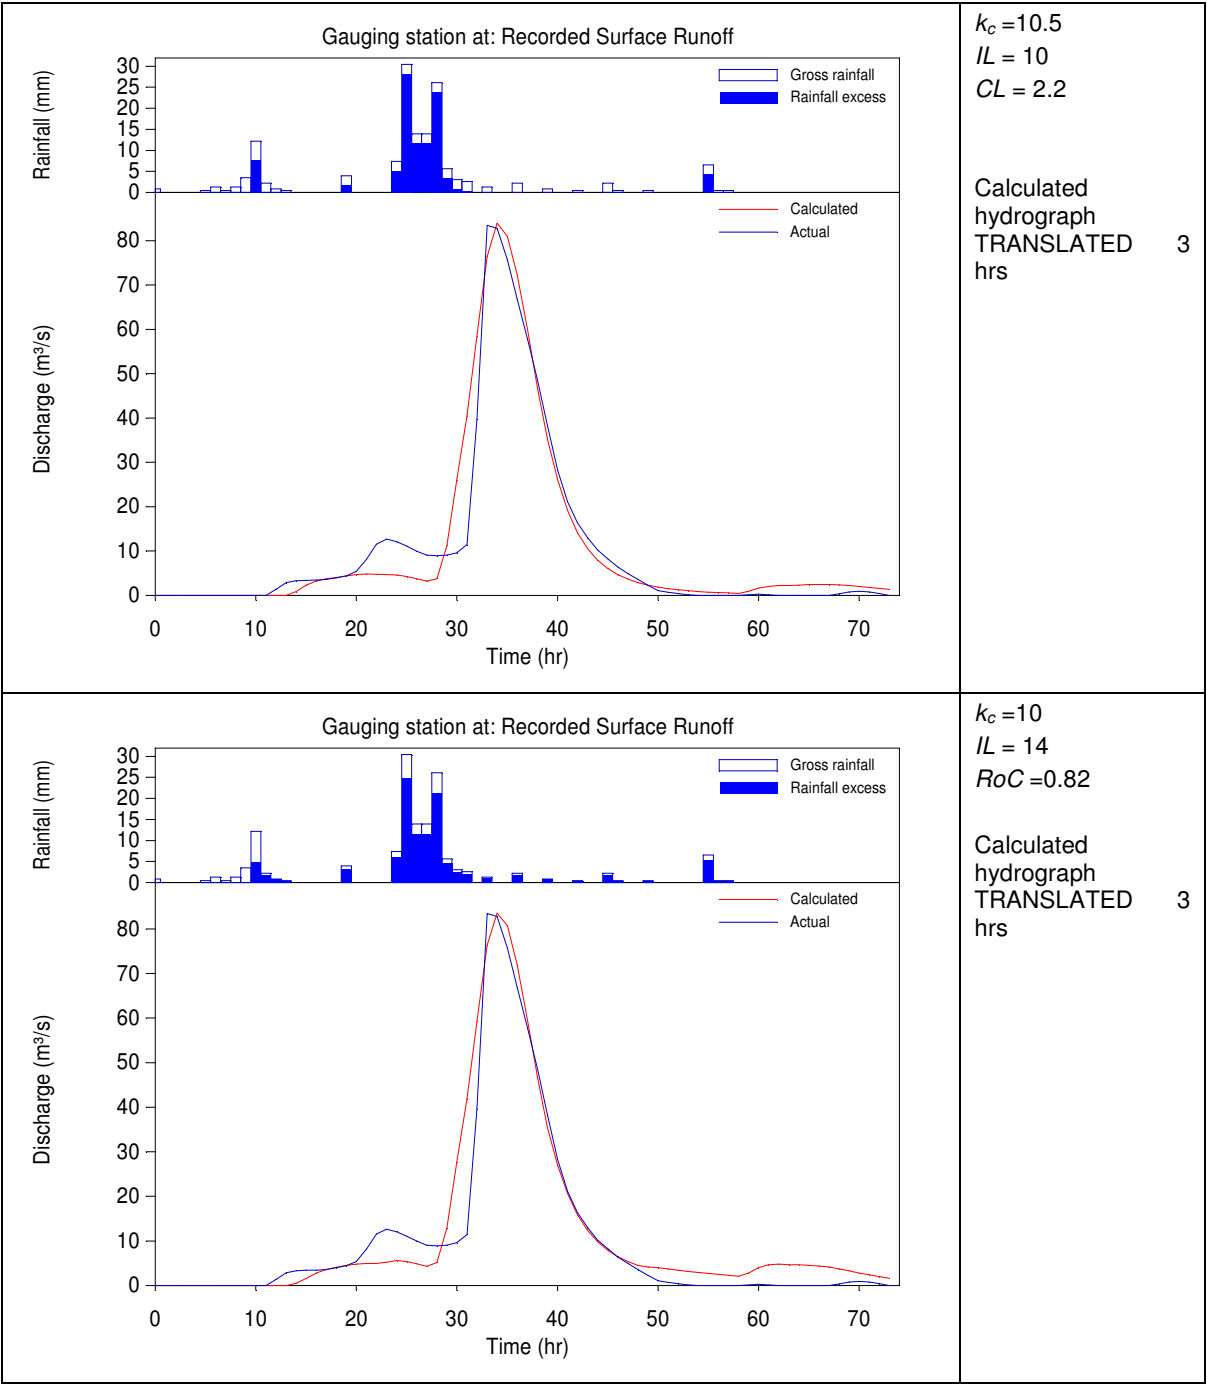 Gauging station at: Recorded Surface Runoff
Rainfall (mm)
30
25
20
15
10
5
0
Gross rainfall
Rainfall excess
Discharge (m³/s)
80
70
60
50
40
30
20
10
0
Calculated
Actual
0 10 20 30 40 50 60 70
Time (hr)
kc =10.5
IL = 10
CL = 2.2
Calculated
hydrograph
TRANSLATED 3
hrs
Gauging station at: Recorded Surface Runoff
Rainfall (mm)
30
25
20
15
10
5
0
Gross rainfall
Rainfall excess
Discharge (m³/s)
80
70
60
50
40
30
20
10
0
Calculated
Actual
0 10 20 30 40 50 60 70
Time (hr)
kc =10
IL = 14
RoC =0.82
Calculated
hydrograph
TRANSLATED 3
hrs